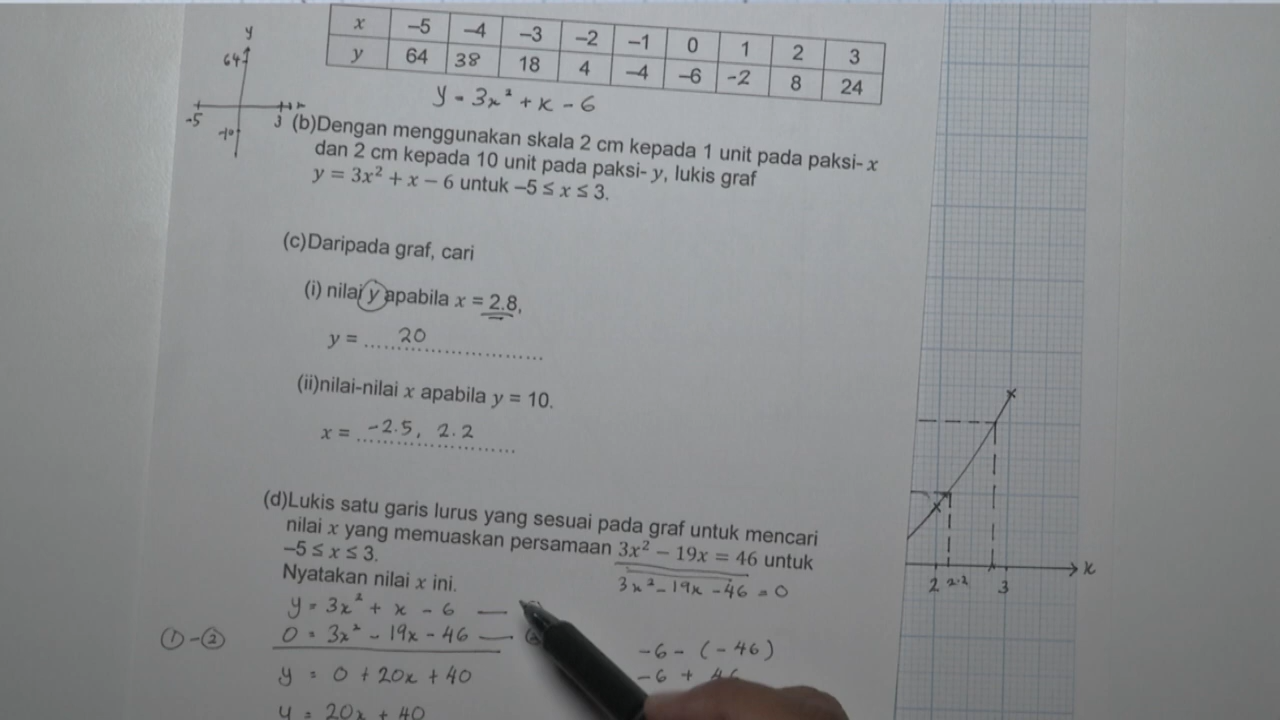 x –5 –4 –3 –2 –1 0 1 2 3
y 64 38 18 4 –4 –6 -2 8 24
y
64
-5
3
-10
y = 3x² + x - 6
(b)Dengan menggunakan skala 2 cm kepada 1 unit pada paksi- x
dan 2 cm kepada 10 unit pada paksi- y, lukis graf
y = 3x² + x – 6 untuk –5 ≤ x ≤ 3.
(c)Daripada graf, cari
(i) nilai y apabila x = 2.8,
y = 20
(ii)nilai-nilai x apabila y = 10.
x = -2.5, 2.2
(d)Lukis satu garis lurus yang sesuai pada graf untuk mencari
nilai x yang memuaskan persamaan 3x² – 19x = 46 untuk
–5 ≤ x ≤ 3.
3x² - 19x - 46 = 0
Nyatakan nilai x ini.
y = 3x² + x - 6 —
0 = 3x² - 19x - 46 —
① - ②
y = 0 + 20x + 40
y = 20x + 40
-6 - (-46)
-6 + 46
x
2 2.2 3